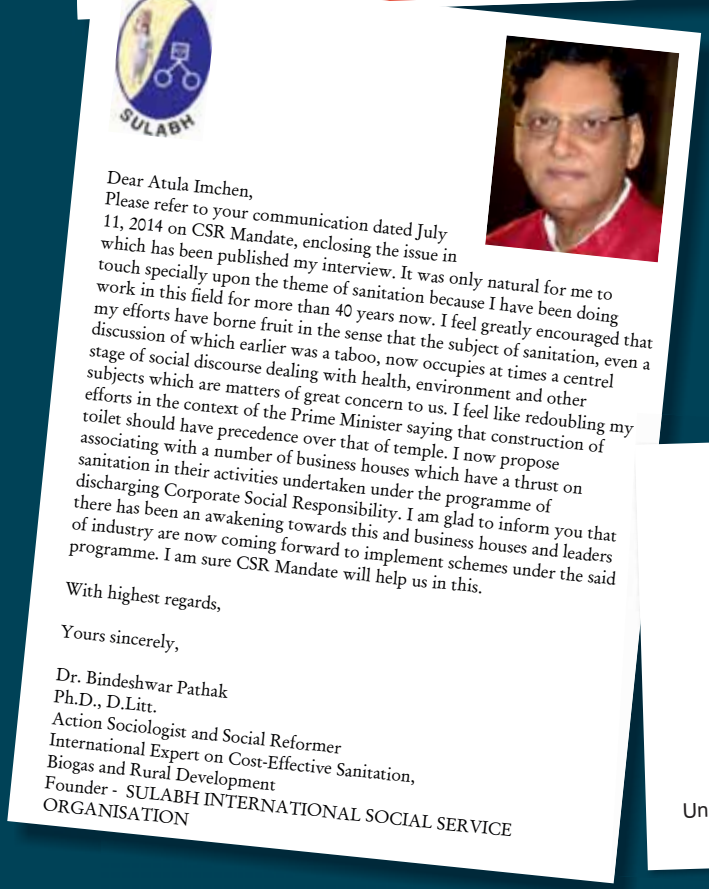 SULABH
Dear Atula Imchen,
Please refer to your communication dated July
11, 2014 on CSR Mandate, enclosing the issue in
which has been published my interview. It was only natural for me to
touch specially upon the theme of sanitation because I have been doing
work in this field for more than 40 years now. I feel greatly encouraged that
my efforts have borne fruit in the sense that the subject of sanitation, even a
discussion of which earlier was a taboo, now occupies at times a centrel
stage of social discourse dealing with health, environment and other
subjects which are matters of great concern to us. I feel like redoubling my
efforts in the context of the Prime Minister saying that construction of
toilet should have precedence over that of temple. I now propose
associating with a number of business houses which have a thrust on
sanitation in their activities undertaken under the programme of
discharging Corporate Social Responsibility. I am glad to inform you that
there has been an awakening towards this and business houses and leaders
of industry are now coming forward to implement schemes under the said
programme. I am sure CSR Mandate will help us in this.
With highest regards,
Yours sincerely,
Dr. Bindeshwar Pathak
Ph.D., D.Litt.
Action Sociologist and Social Reformer
International Expert on Cost-Effective Sanitation,
Biogas and Rural Development
Founder - SULABH INTERNATIONAL SOCIAL SERVICE
ORGANISATION
Un